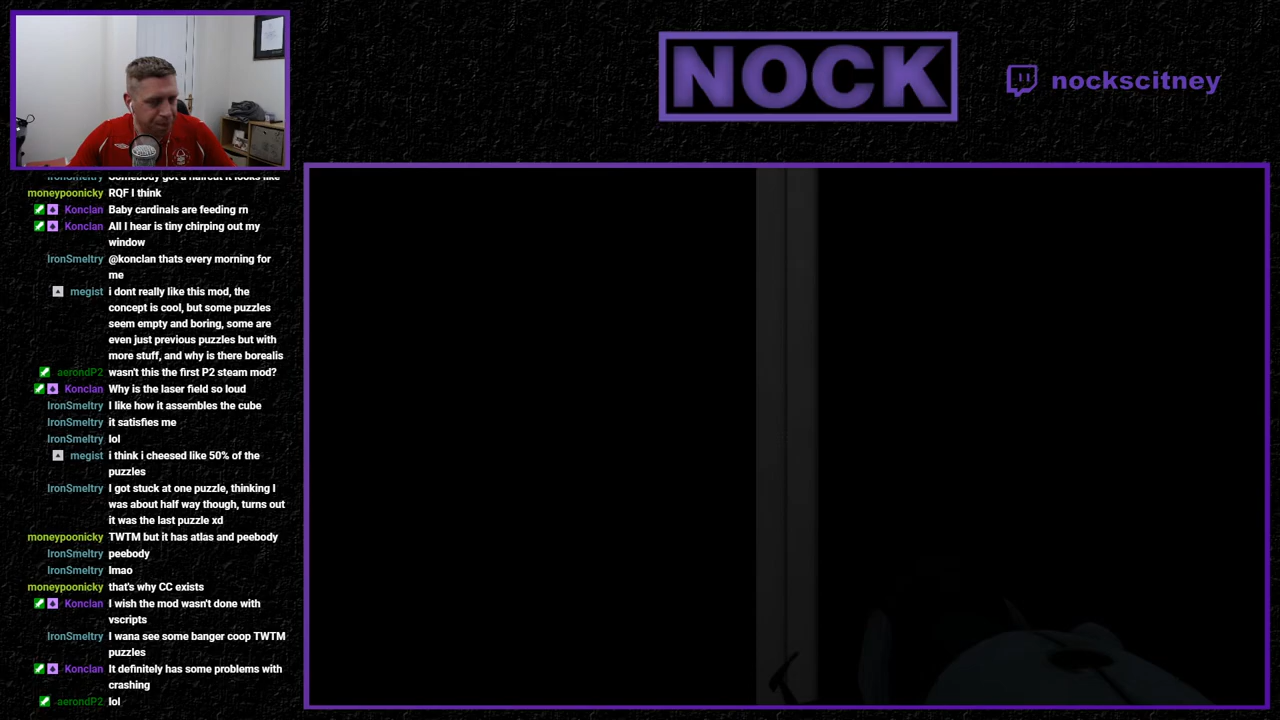 NOCK
nockscitney
IronSmeltry Somebody got a haircut it looks like
moneypoonicky RQF I think
Konclan Baby cardinals are feeding rn
Konclan All I hear is tiny chirping out my
window
IronSmeltry @konclan thats every morning for
me
megist i dont really like this mod, the
concept is cool, but some puzzles
seem empty and boring, some are
even just previous puzzles but with
more stuff, and why is there borealis
aerondP2 wasn't this the first P2 steam mod?
Konclan Why is the laser field so loud
IronSmeltry I like how it assembles the cube
IronSmeltry it satisfies me
IronSmeltry lol
megist i think i cheesed like 50% of the
puzzles
IronSmeltry I got stuck at one puzzle, thinking I
was about half way though, turns out
it was the last puzzle xd
moneypoonicky TWTM but it has atlas and peebody
IronSmeltry peebody
IronSmeltry lmao
moneypoonicky that's why CC exists
Konclan I wish the mod wasn't done with
vscripts
IronSmeltry I wana see some banger coop TWTM
puzzles
Konclan It definitely has some problems with
crashing
aerondP2 lol